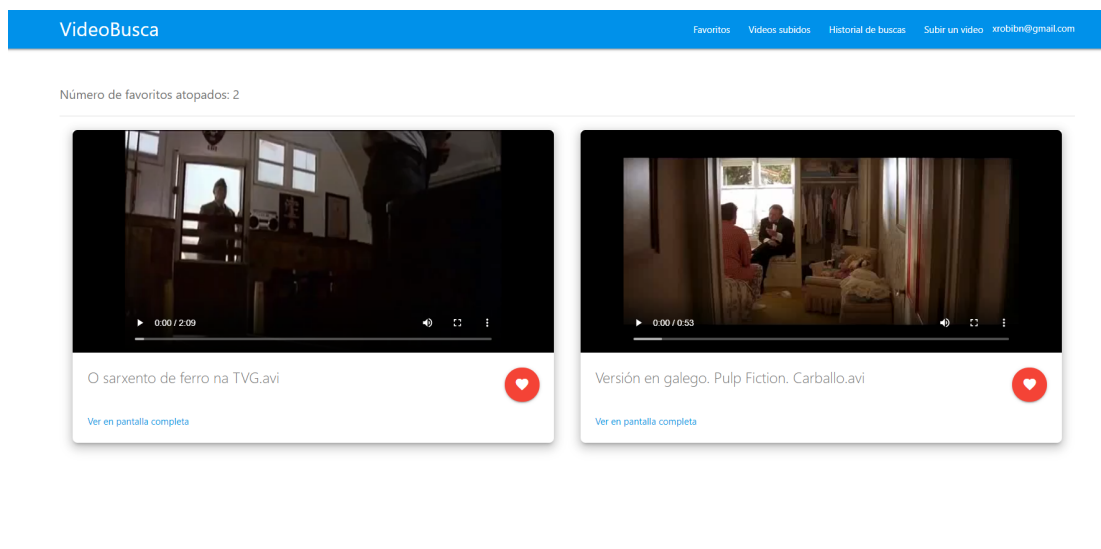 VideoBusca
Favoritos Videos subidos Historial de buscas Subir un video xrobibn@gmail.com
Número de favoritos atopados: 2
0:00 / 2:09
0:00 / 0:53
O sarxento de ferro na TVG.avi
Versión en galego. Pulp Fiction. Carballo.avi
Ver en pantalla completa
Ver en pantalla completa